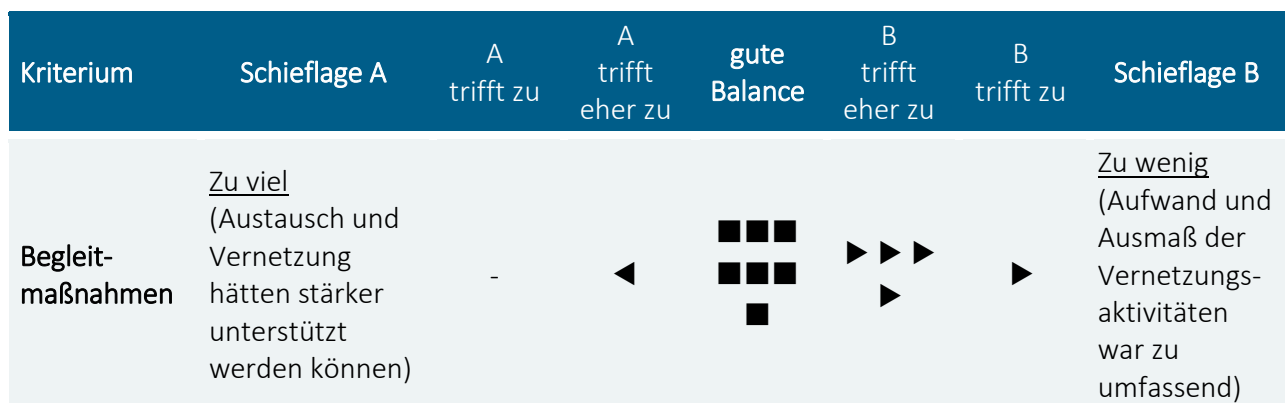 Kriterium
Schieflage A
A
trifft zu
A
trifft
eher zu
gute
Balance
B
trifft
eher zu
B
trifft zu
Schieflage B
Begleit-
maßnahmen
Zu viel
(Austausch und
Vernetzung
hätten stärker
unterstützt
werden können)
-
◀
■■■
■■■
■
▶ ▶ ▶
▶
▶
Zu wenig
(Aufwand und
Ausmaß der
Vernetzungs-
aktivitäten
war zu
umfassend)